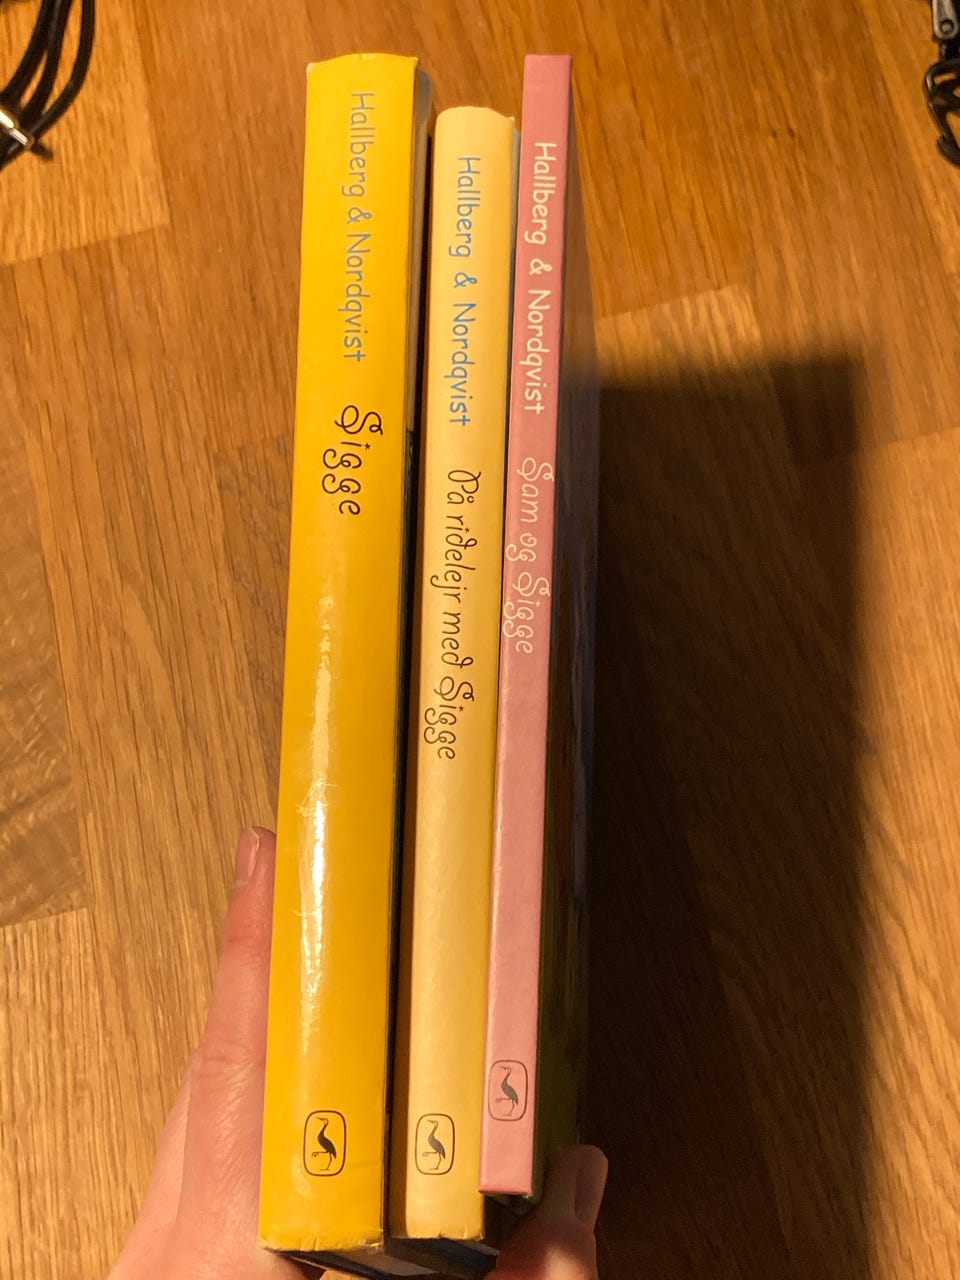 Hallberg & Nordqvist Sigge
Hallberg & Nordqvist På ridelejr med Sigge
Hallberg & Nordqvist Sam og Sigge